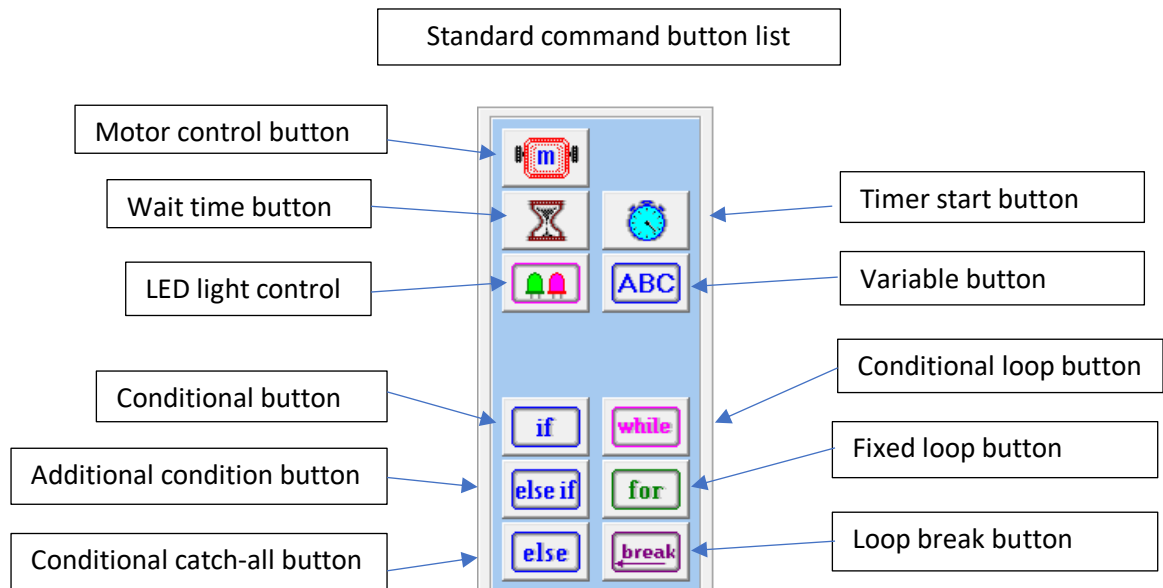 Standard command button list
Motor control button
m
Wait time button
Timer start button
LED light control
ABC
Variable button
Conditional button
if
while
Conditional loop button
Additional condition button
else if
for
Fixed loop button
Conditional catch-all button
else
break
Loop break button